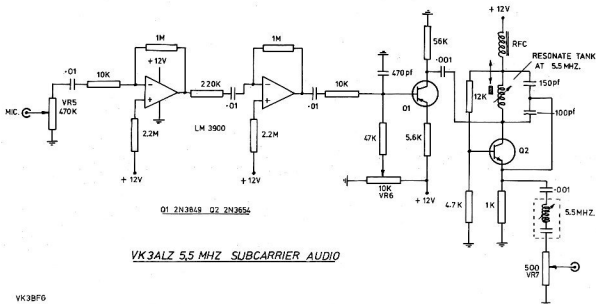 + 12V
+ 12V
1M
1M
56K
RFC
.001
RESONATE TANK
AT 5.5 MHZ.
.01
10K
+12V
220K
.01
.01
10K
470pf
12K
150pf
100pf
MIC.
VR5
470K
2.2M
LM 3900
2.2M
Q1
47K
5.6K
Q2
+ 12V
+ 12V
10K
VR6
+ 12V
4.7K
1K
.001
5.5MHZ.
Q1 2N3849 Q2 2N3654
500
VR7
VK3ALZ 5,5 MHZ SUBCARRIER AUDIO
VK3BFG